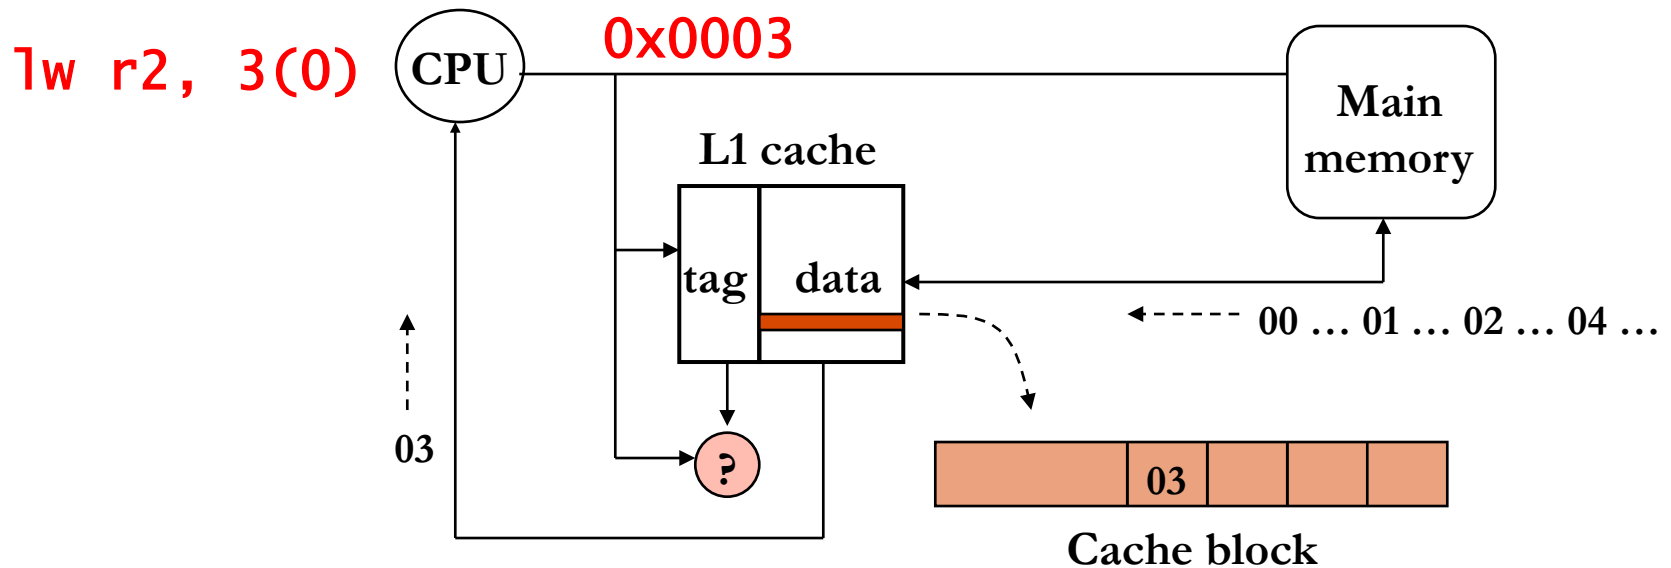 lw r2, 3(0)
CPU
0x0003
Main
memory
L1 cache
tag
data
00 … 01 … 02 … 04 …
03
?
03
Cache block